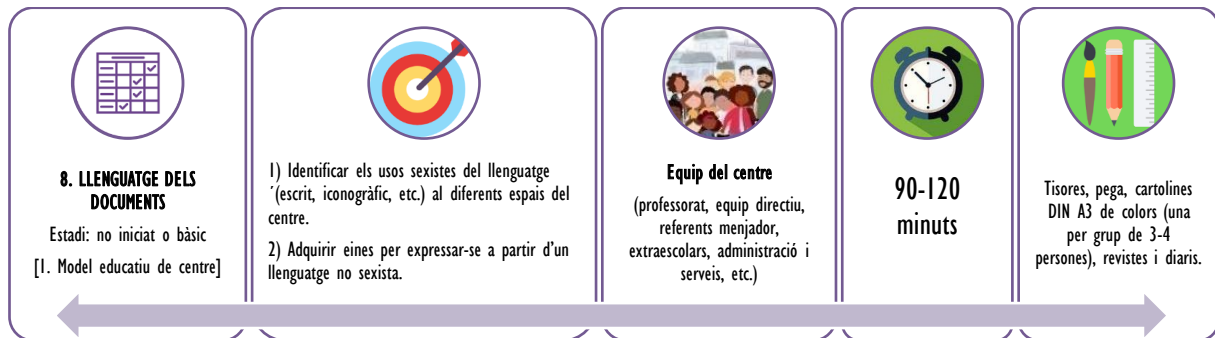 8. LLENGUATGE DELS
DOCUMENTS
Estadi: no iniciat o bàsic
[1. Model educatiu de centre]
1) Identificar els usos sexistes del llenguatge
´(escrit, iconogràfic, etc.) al diferents espais del
centre.
2) Adquirir eines per expressar-se a partir d'un
llenguatge no sexista.
Equip del centre
(professorat, equip directiu,
referents menjador,
extraescolars, administració i
serveis, etc.)
90-120
minuts
Tisores, pega, cartolines
DIN A3 de colors (una
per grup de 3-4
persones), revistes i diaris.